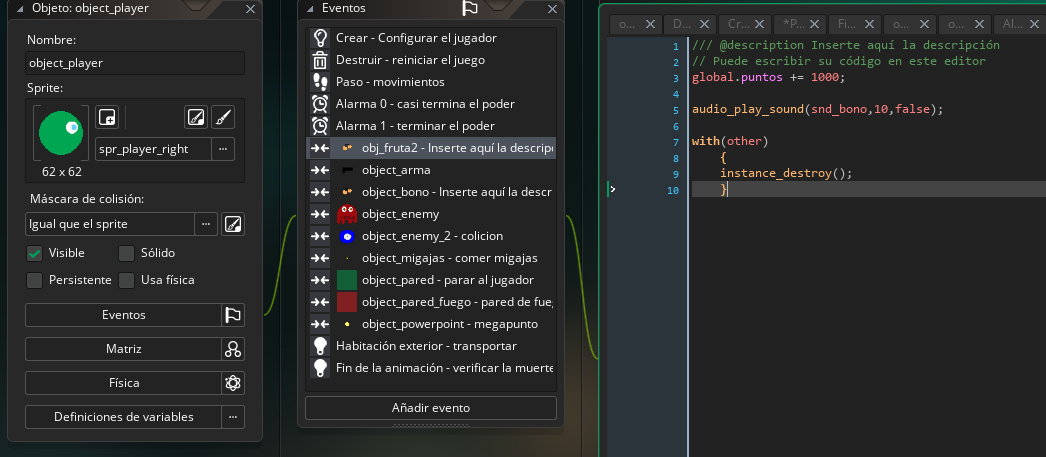 Objeto: object_player
Nombre:
object_player
Sprite:
spr_player_right
62 x 62
Máscara de colisión:
Igual que el sprite
Visible
Sólido
Persistente
Usa física
Eventos
Matriz
Física
Definiciones de variables
Eventos
Crear - Configurar el jugador
Destruir - reiniciar el juego
Paso - movimientos
Alarma 0 - casi termina el poder
Alarma 1 - terminar el poder
obj_fruta2 - Inserte aquí la descripc
object_arma
object_bono - Inserte aquí la descr
object_enemy
object_enemy_2 - colicion
object_migajas - comer migajas
object_pared - parar al jugador
object_pared_fuego - pared de fueg
object_powerpoint - megapunto
Habitación exterior - transportar
Fin de la animación - verificar la muerte
Añadir evento
o... D... Cr... *P... Fi... o... o... Al...
1 /// @description Inserte aquí la descripción
2 // Puede escribir su código en este editor
3 global.puntos += 1000;
4
5 audio_play_sound(snd_bono,10,false);
6
7 with(other)
8 {
9 instance_destroy();
10 }